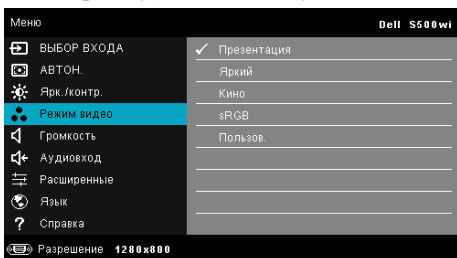 Меню Dell S500wi
ВЫБОР ВХОДА
АВТОН.
Ярк./контр.
Режим видео
Громкость
Аудиовход
Расширенные
Язык
Справка
Презентация
Яркий
Кино
sRGB
Пользов.
Разрешение 1280x800